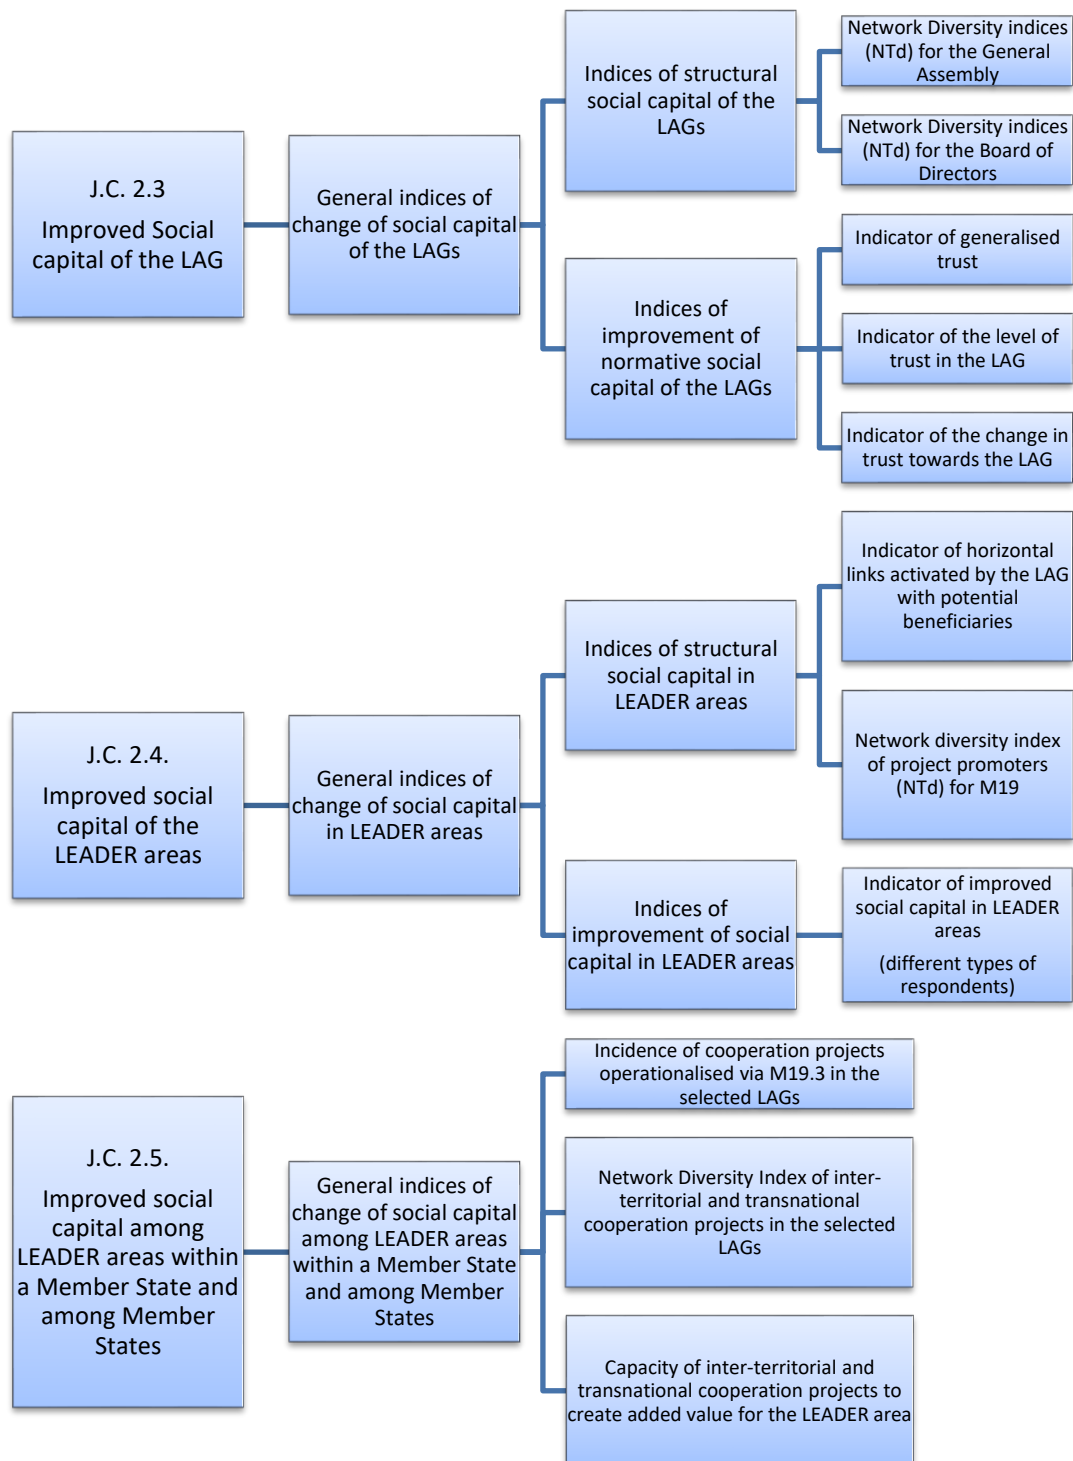 J.C. 2.3
Improved Social
capital of the LAG
General indices of
change of social capital
of the LAGs
Indices of structural
social capital of the
LAGs
Network Diversity indices
(NTd) for the General
Assembly
Network Diversity indices
(NTd) for the Board of
Directors
Indices of
improvement of
normative social
capital of the LAGs
Indicator of generalised
trust
Indicator of the level of
trust in the LAG
Indicator of the change in
trust towards the LAG
J.C. 2.4.
Improved social
capital of the
LEADER areas
General indices of
change of social capital
in LEADER areas
Indices of structural
social capital in
LEADER areas
Indicator of horizontal
links activated by the LAG
with potential
beneficiaries
Network diversity index
of project promoters
(NTd) for M19
Indices of
improvement of social
capital in LEADER areas
Indicator of improved
social capital in LEADER
areas
(different types of
respondents)
J.C. 2.5.
Improved social
capital among
LEADER areas within
a Member State and
among Member
States
General indices of
change of social capital
among LEADER areas
within a Member State
and among Member
States
Incidence of cooperation projects
operationalised via M19.3 in the
selected LAGs
Network Diversity Index of inter-
territorial and transnational
cooperation projects in the selected
LAGs
Capacity of inter-territorial and
transnational cooperation projects to
create added value for the LEADER area